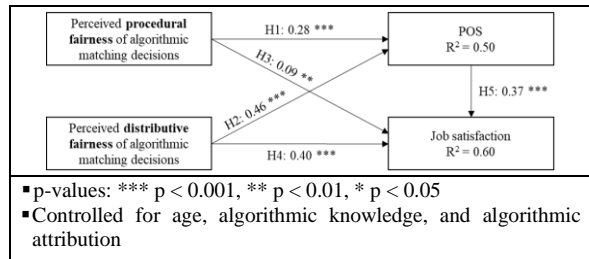 Perceived procedural
fairness of algorithmic
matching decisions
H1: 0.28 ***
POS
R² = 0.50
H3: 0.09 **
H2: 0.46 ***
H5: 0.37 ***
Perceived distributive
fairness of algorithmic
matching decisions
H4: 0.40 ***
Job satisfaction
R² = 0.60
▪p-values: *** p < 0.001, ** p < 0.01, * p < 0.05
▪Controlled for age, algorithmic knowledge, and algorithmic
attribution